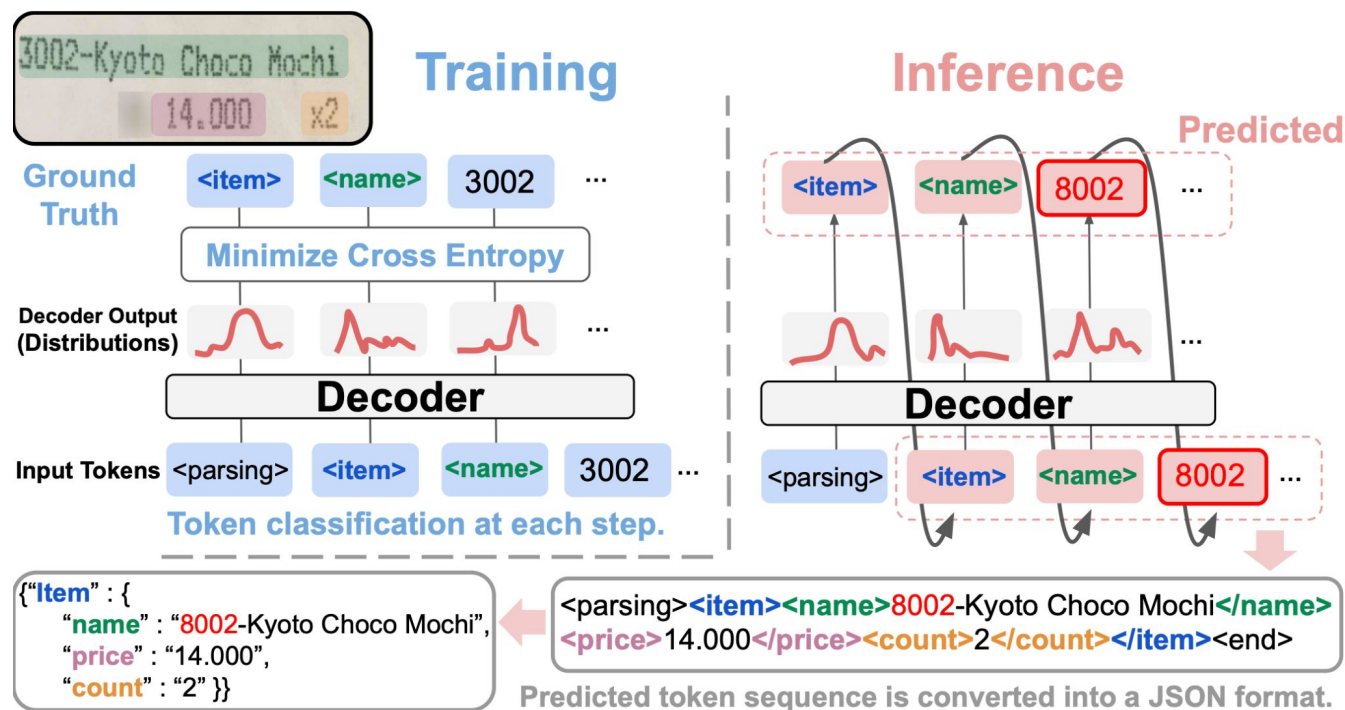 3002-Kyoto Choco Mochi
14.000 x2
Training
Inference
Predicted
Ground
Truth
<item> <name> 3002 ...
Minimize Cross Entropy
Decoder Output
(Distributions)
...
Decoder
Input Tokens
<parsing> <item> <name> 3002 ...
Token classification at each step.
<item> <name> 8002 ...
...
Decoder
<parsing> <item> <name> 8002 ...
{“Item” : {
“name” : “8002-Kyoto Choco Mochi”,
“price” : “14.000”,
“count” : “2” }}
<parsing><item><name>8002-Kyoto Choco Mochi</name>
<price>14.000</price><count>2</count></item><end>
Predicted token sequence is converted into a JSON format.